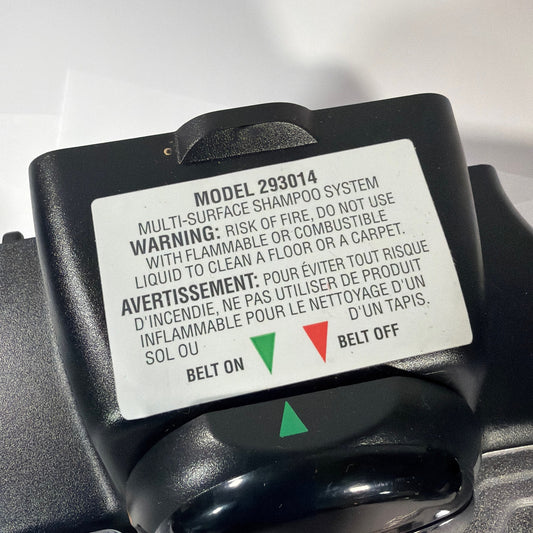 MODEL 293014
MULTI-SURFACE SHAMPOO SYSTEM
WARNING: RISK OF FIRE, DO NOT USE
WITH FLAMMABLE OR COMBUSTIBLE
LIQUID TO CLEAN A FLOOR OR A CARPET.
AVERTISSEMENT: POUR ÉVITER TOUT RISQUE
D'INCENDIE, NE PAS UTILISER DE PRODUIT
INFLAMMABLE POUR LE NETTOYAGE D'UN
SOL OU D'UN TAPIS.
BELT ON BELT OFF